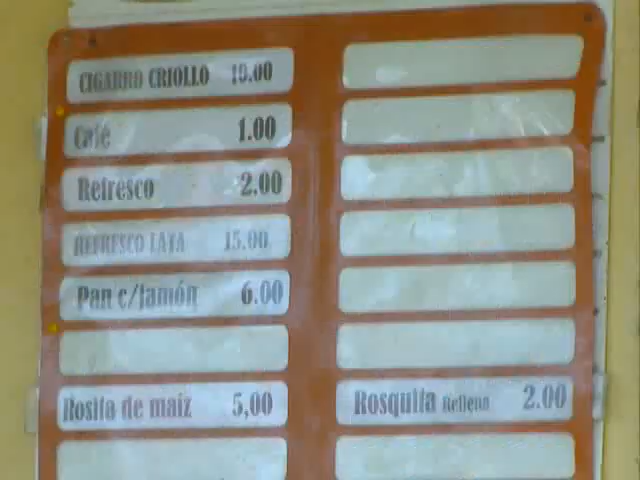 CIGARRO CRIOLLO 10.00
Café 1.00
Refresco 2.00
REFRESCO LATA 15.00
Pan c/Jamón 6.00
Rosita de maiz 5,00
Rosquita Rellena 2.00